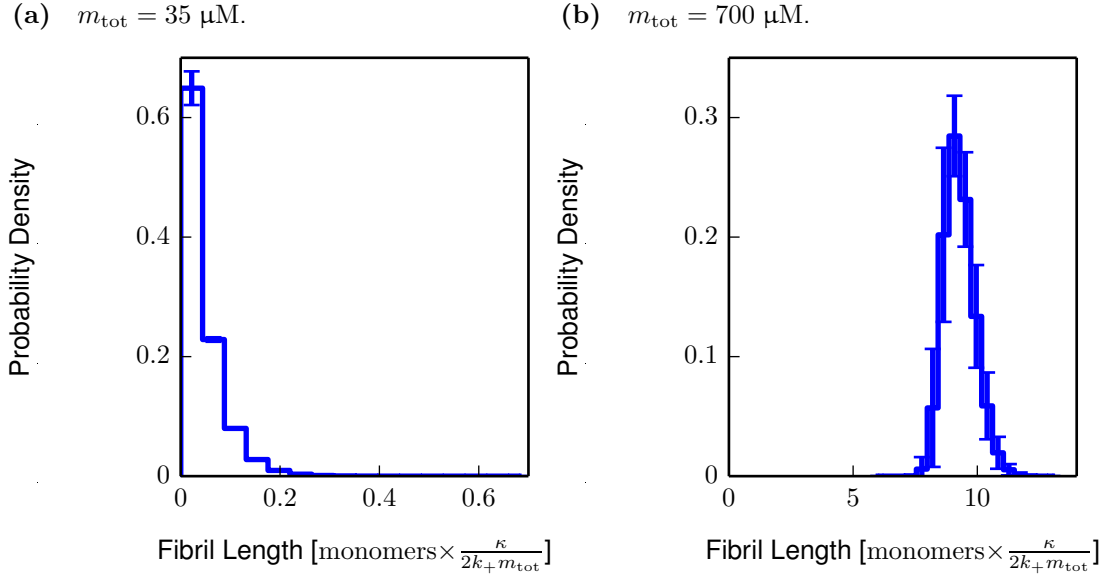 (a) m_tot = 35 µM.
0.6
0.4
0.2
0
0 0.2 0.4 0.6
Probability Density
Fibril Length [monomers× κ/2k₊m_tot]
(b) m_tot = 700 µM.
0.3
0.2
0.1
0
0 5 10
Probability Density
Fibril Length [monomers× κ/2k₊m_tot]